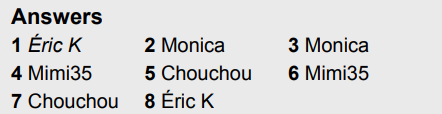 Answers
1 Éric K 2 Monica 3 Monica
4 Mimi35 5 Chouchou 6 Mimi35
7 Chouchou 8 Éric K